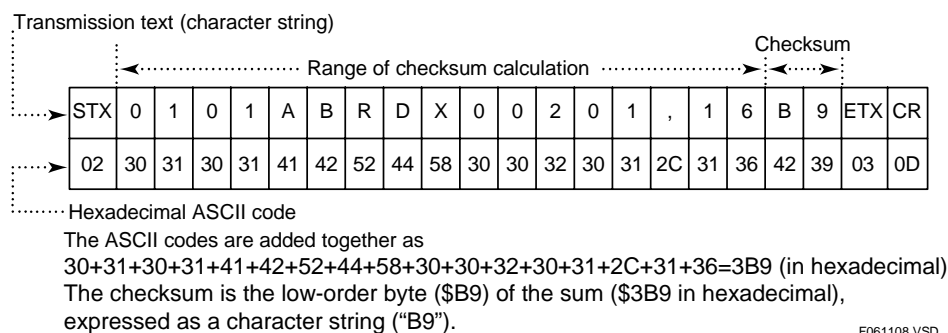 Transmission text (character string)
Checksum
Range of checksum calculation
STX 0 1 0 1 A B R D X 0 0 2 0 1 , 1 6 B 9 ETX CR
02 30 31 30 31 41 42 52 44 58 30 30 32 30 31 2C 31 36 42 39 03 0D
Hexadecimal ASCII code
The ASCII codes are added together as
30+31+30+31+41+42+52+44+58+30+30+32+30+31+2C+31+36=3B9 (in hexadecimal)
The checksum is the low-order byte ($B9) of the sum ($3B9 in hexadecimal),
expressed as a character string (“B9”).
F061108.VSD